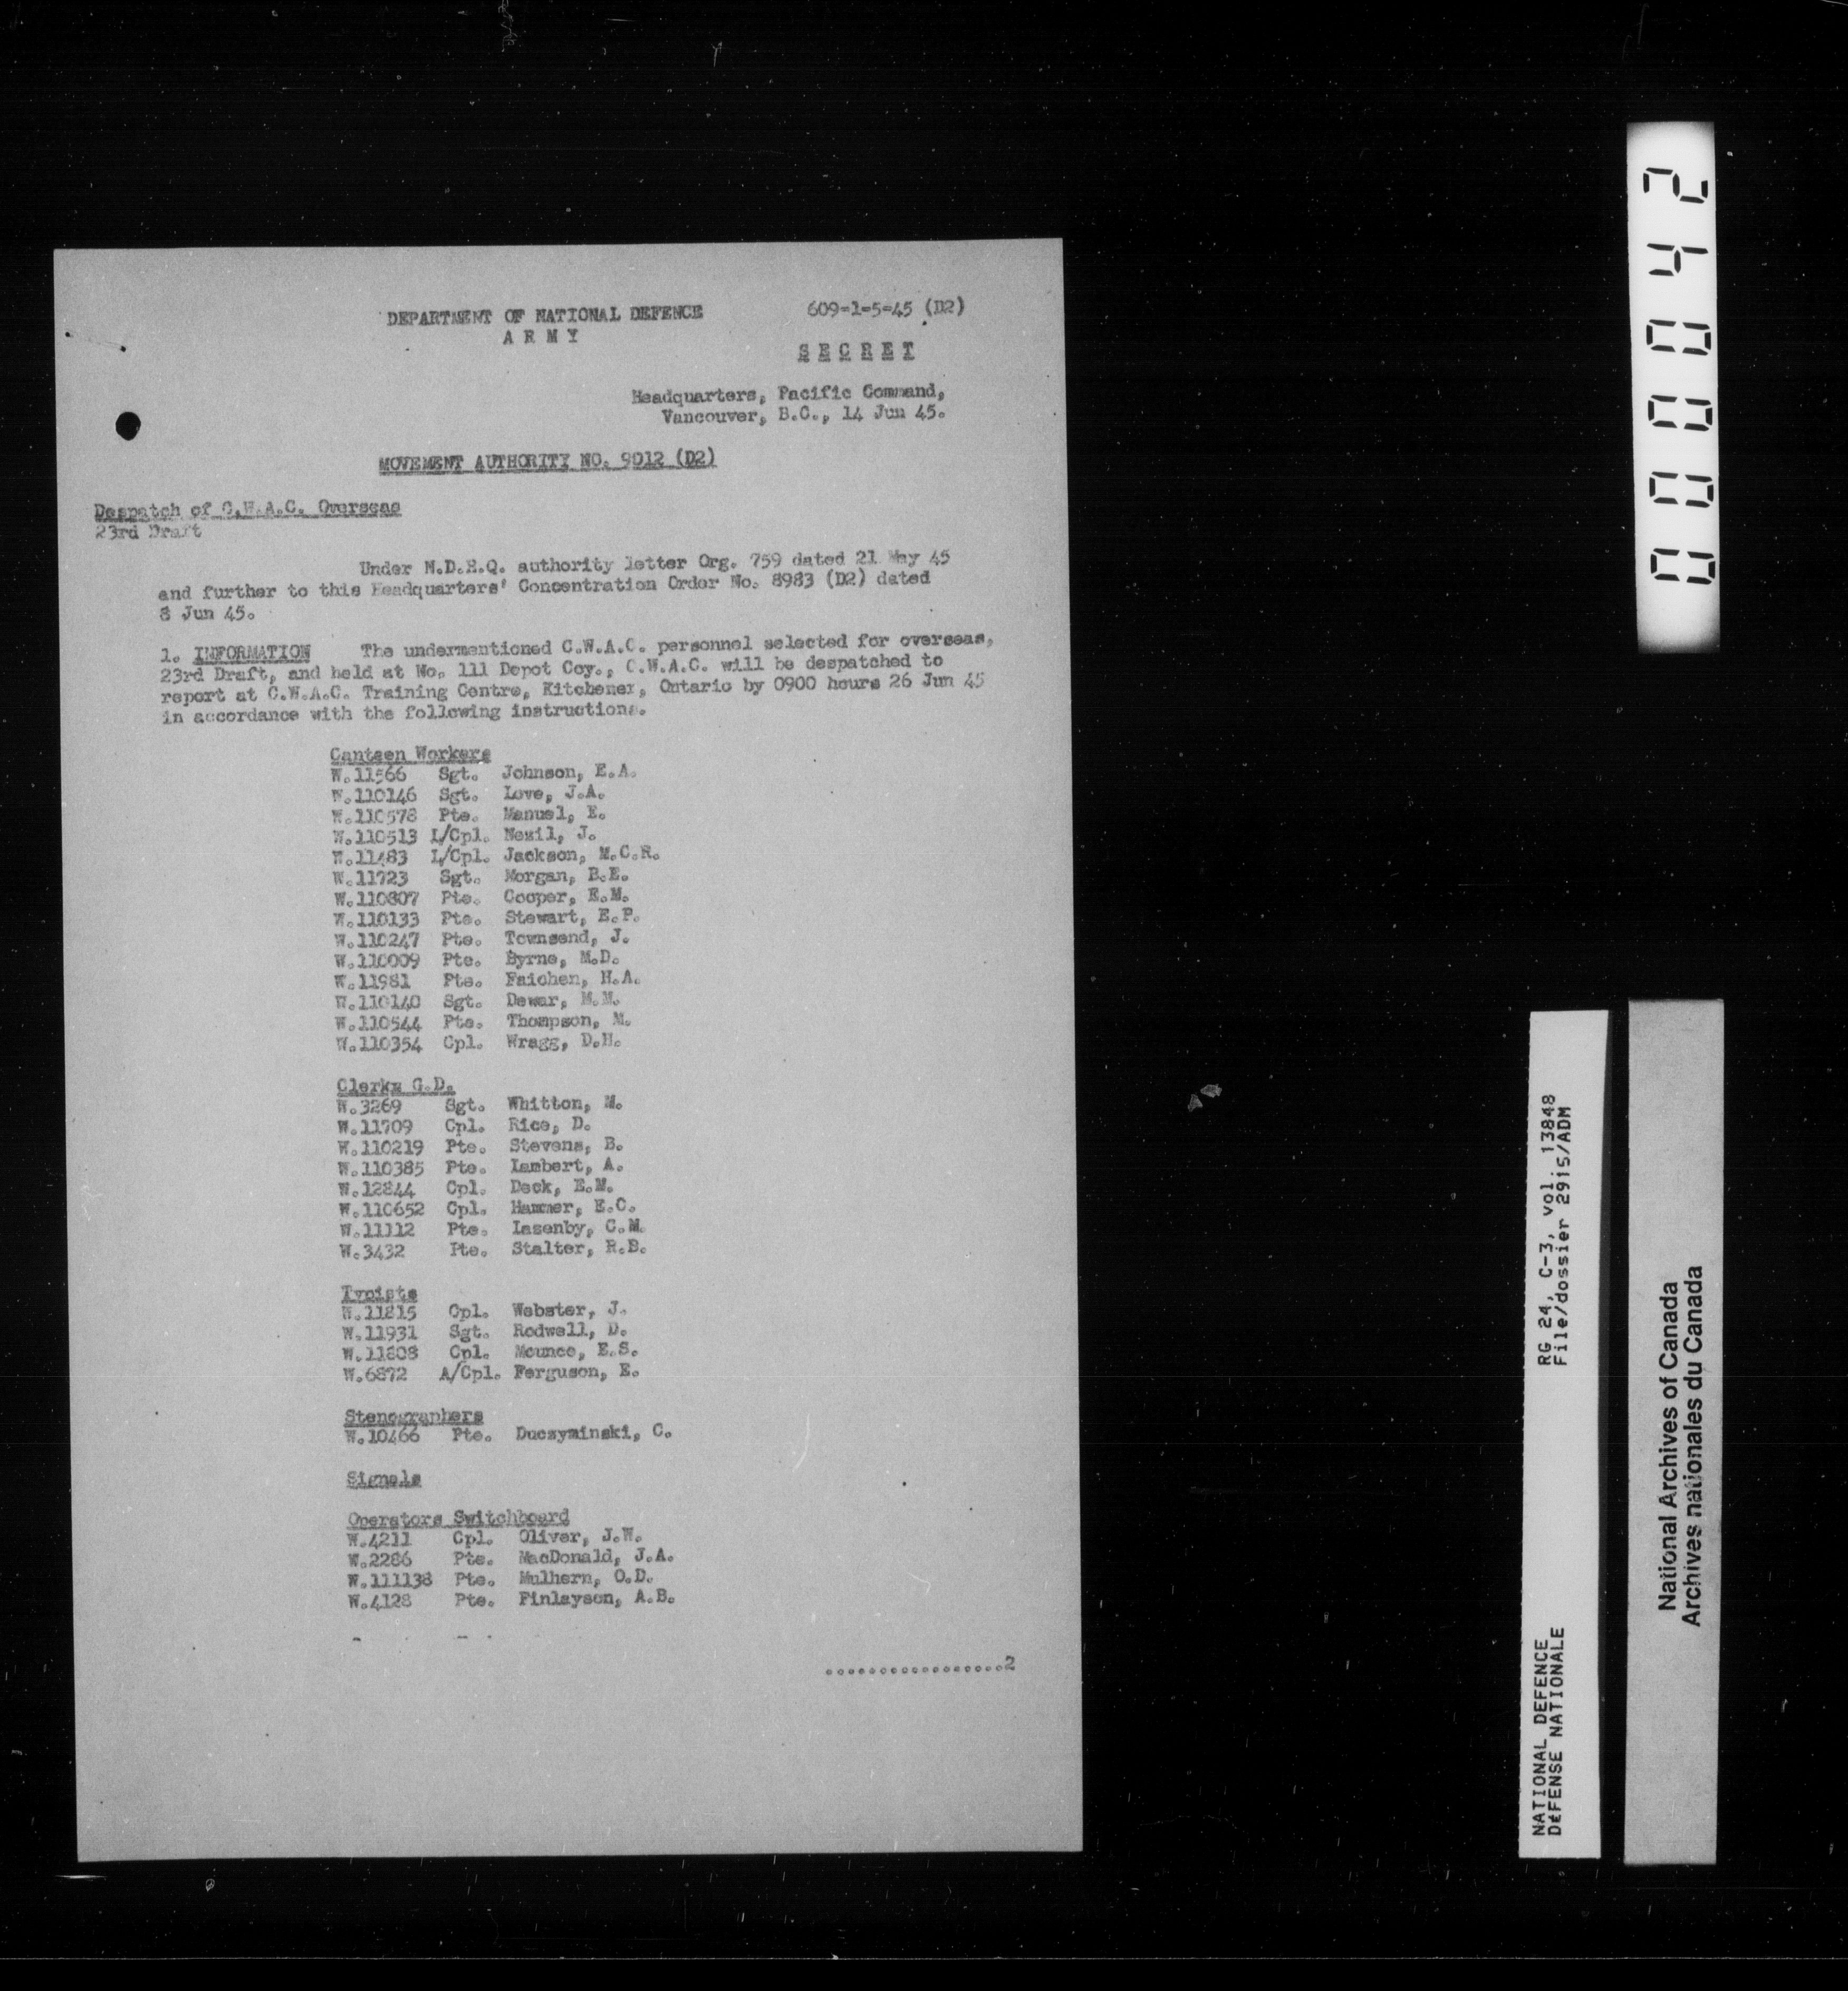 DEPARTMENT OF NATIONAL DEFENCE
A R M Y
609-1-5-45 (D2)
S E C R E T
Headquarters, Pacific Command,
Vancouver, B.C., 14 Jun 45.
MOVEMENT AUTHORITY NO. 9012 (D2)
Despatch of C.W.A.C. Overseas
23rd Draft
Under N.D.H.Q. authority letter Org. 759 dated 21 May 45
and further to this Headquarters' Concentration Order No. 8983 (D2) dated
8 Jun 45.
1. INFORMATION The undermentioned C.W.A.C. personnel selected for overseas,
23rd Draft, and held at No. 111 Depot Coy., C.W.A.C. will be despatched to
report at C.W.A.C. Training Centre, Kitchener, Ontario by 0900 hours 26 Jun 45
in accordance with the following instructions.
Canteen Workers
W.11566 Sgt. Johnson, E.A.
W.110146 Sgt. Love, J.A.
W.110578 Pte. Manuel, E.
W.110513 L/Cpl. Nezil, J.
W.11483 L/Cpl. Jackson, M.C.R.
W.11723 Sgt. Morgan, B.E.
W.110807 Pte. Cooper, E.M.
W.110133 Pte. Stewart, E.P.
W.110247 Pte. Townsend, J.
W.110009 Pte. Byrne, M.D.
W.11981 Pte. Faichen, H.A.
W.110140 Sgt. Dewar, M.M.
W.110544 Pte. Thompson, M.
W.110354 Cpl. Wragg, D.H.
Clerks G.D.
W.3269 Sgt. Whitton, M.
W.11709 Cpl. Rice, D.
W.110219 Pte. Stevens, B.
W.110385 Pte. Lambert, A.
W.12844 Cpl. Deck, E.M.
W.110652 Cpl. Hammer, E.C.
W.11112 Pte. Lazenby, C.M.
W.3432 Pte. Stalter, R.B.
Typists
W.11815 Cpl. Webster, J.
W.11931 Sgt. Rodwell, D.
W.11808 Cpl. Mounce, E.S.
W.6872 A/Cpl. Ferguson, E.
Stenographers
W.10466 Pte. Duczyminski, C.
Signals
Operators Switchboard
W.4211 Cpl. Oliver, J.W.
W.2286 Pte. MacDonald, J.A.
W.111138 Pte. Mulhern, O.D.
W.4128 Pte. Finlayson, A.B.
.................2
000042
NATIONAL DEFENCE RG 24, C-3, vol. 13848
DéFENSE NATIONALE File/dossier 2915/ADM
National Archives of Canada
Archives nationales du Canada